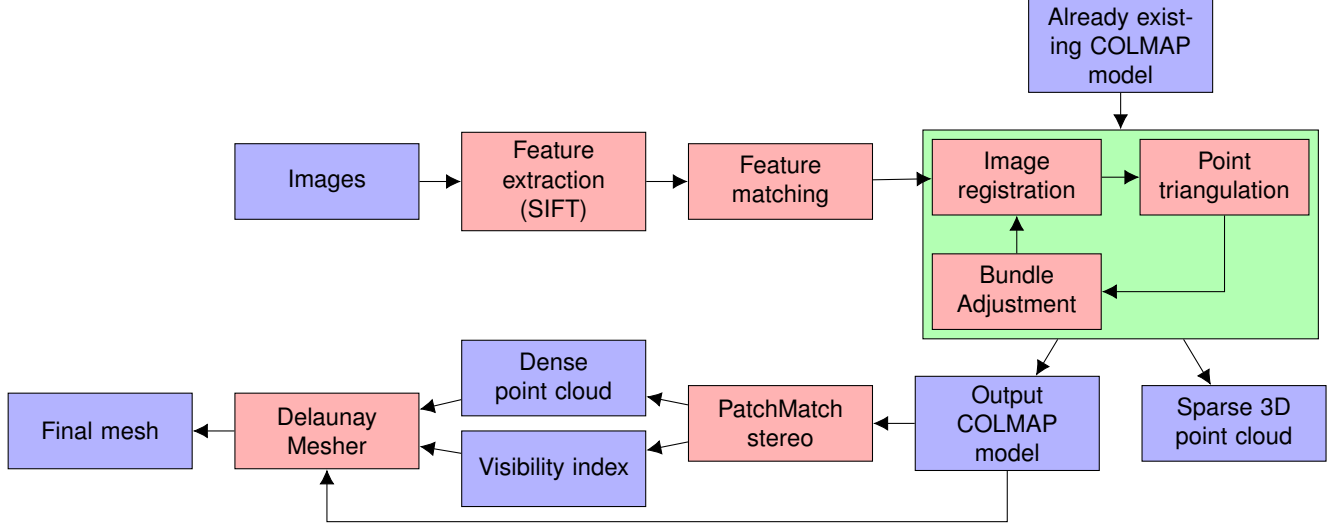 Already exist-
ing COLMAP
model
Images
Feature
extraction
(SIFT)
Feature
matching
Image
registration
Point
triangulation
Bundle
Adjustment
Final mesh
Delaunay
Mesher
Dense
point cloud
Visibility index
PatchMatch
stereo
Output
COLMAP
model
Sparse 3D
point cloud